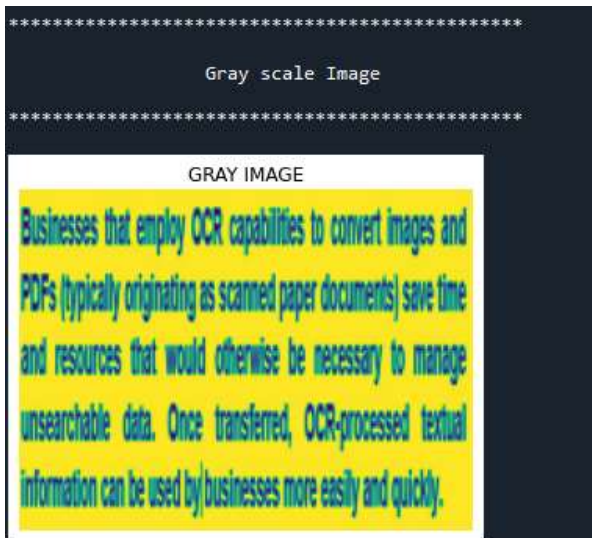 ***********************************************
Gray scale Image
***********************************************
GRAY IMAGE
Businesses that employ OCR capabilities to convert images and
PDFs (typically originating as scanned paper documents) save time
and resources that would otherwise be necessary to manage
unsearchable data. Once transferred, OCR-processed textual
information can be used by businesses more easily and quickly.